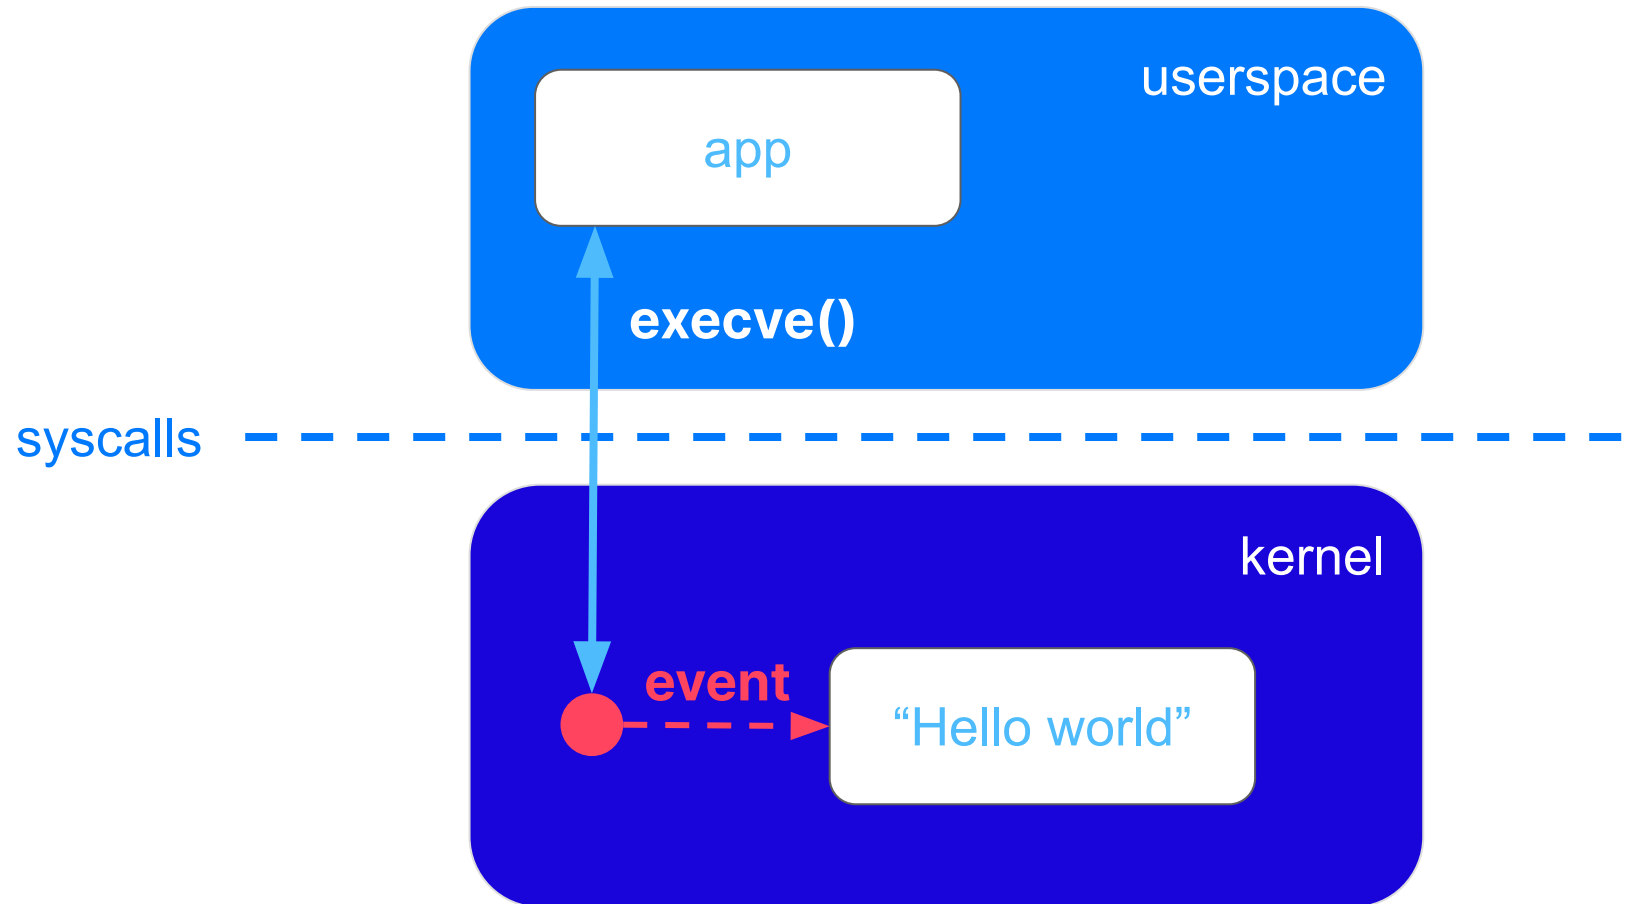 userspace
app
execve()
syscalls
kernel
event
“Hello world”